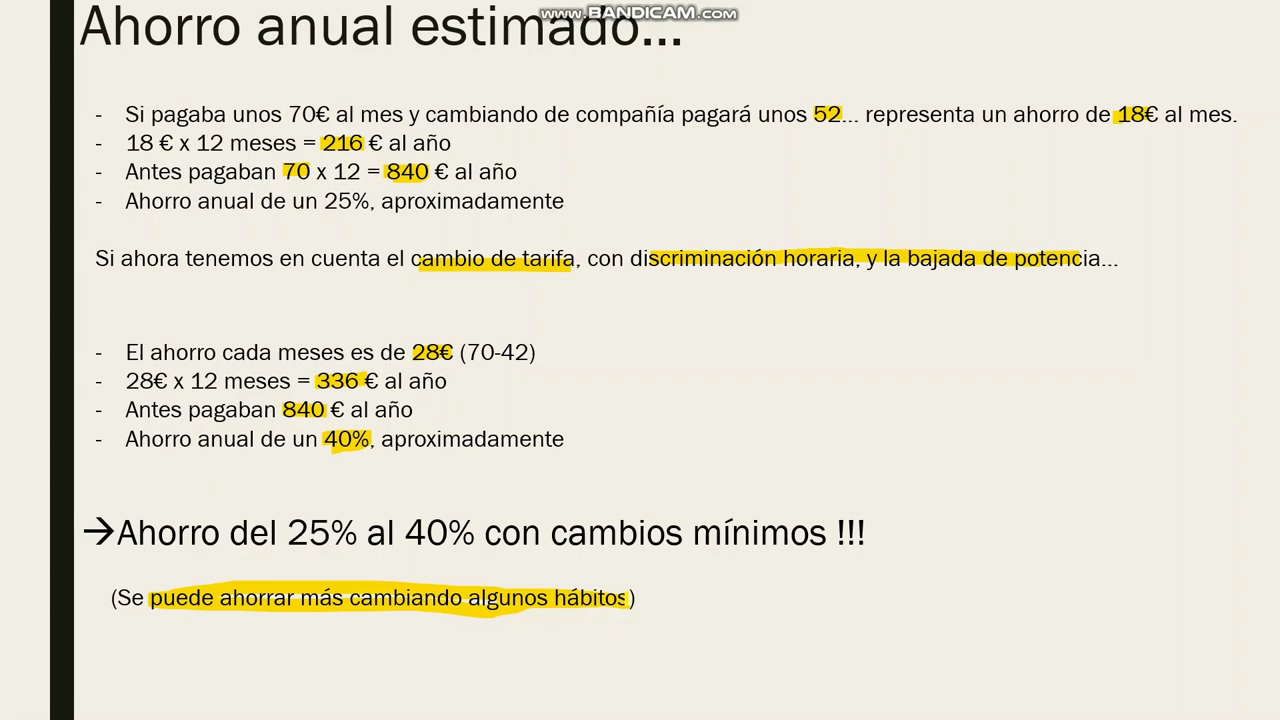 www.BANDICAM.com
Ahorro anual estimado...
- Si pagaba unos 70€ al mes y cambiando de compañía pagará unos 52... representa un ahorro de 18€ al mes.
- 18 € x 12 meses = 216 € al año
- Antes pagaban 70 x 12 = 840 € al año
- Ahorro anual de un 25%, aproximadamente
Si ahora tenemos en cuenta el cambio de tarifa, con discriminación horaria, y la bajada de potencia...
- El ahorro cada meses es de 28€ (70-42)
- 28€ x 12 meses = 336 € al año
- Antes pagaban 840 € al año
- Ahorro anual de un 40%, aproximadamente
→Ahorro del 25% al 40% con cambios mínimos !!!
(Se puede ahorrar más cambiando algunos hábitos)